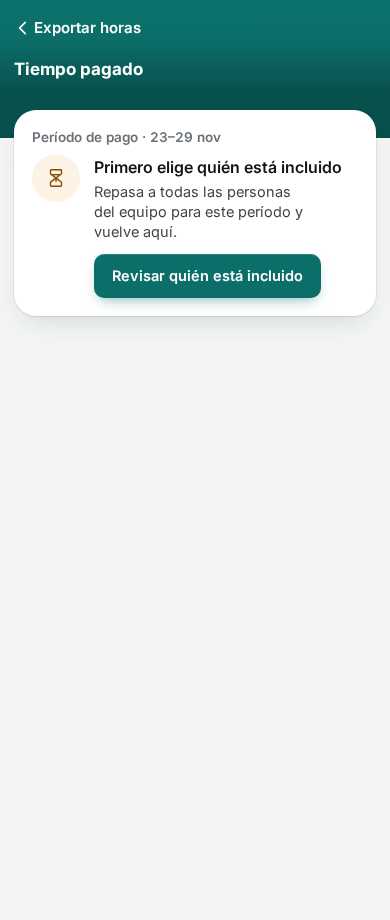 Exportar horas
Tiempo pagado
Período de pago · 23–29 nov
Primero elige quién está incluido
Repasa a todas las personas
del equipo para este período y
vuelve aquí.
Revisar quién está incluido